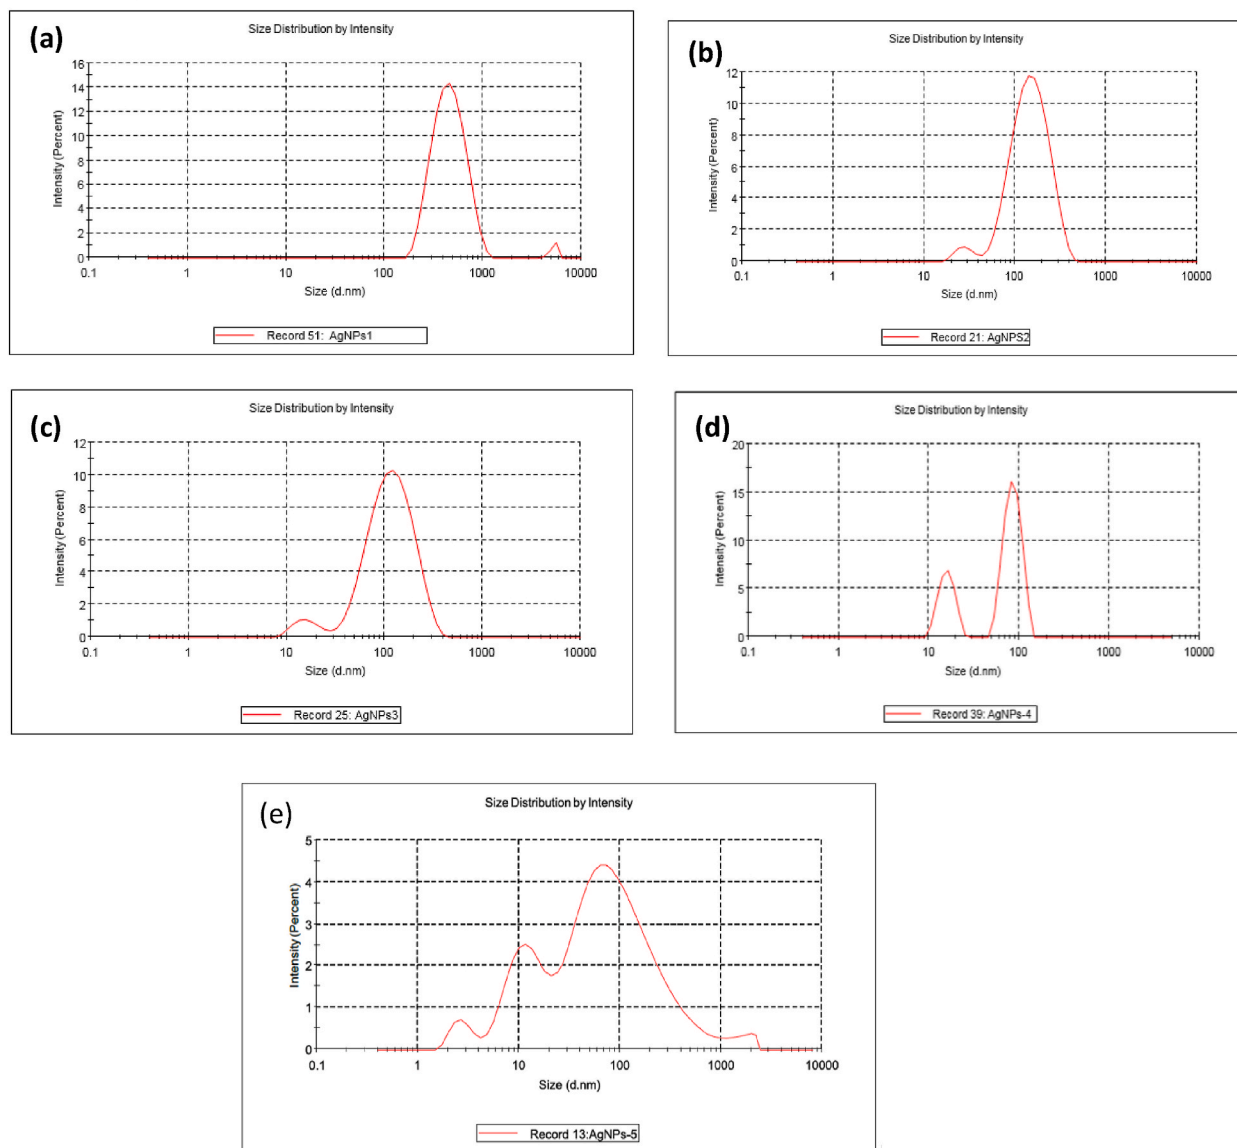 (a)
Size Distribution by Intensity
Intensity (Percent)
16
14
12
10
8
6
4
2
0
0.1 1 10 100 1000 10000
Size (d.nm)
Record 51: AgNPs1
(b)
Size Distribution by Intensity
Intensity (Percent)
12
10
8
6
4
2
0
0.1 1 10 100 1000 10000
Size (d.nm)
Record 21: AgNPS2
(c)
Size Distribution by Intensity
Intensity (Percent)
12
10
8
6
4
2
0
0.1 1 10 100 1000 10000
Size (d.nm)
Record 25: AgNPs3
(d)
Size Distribution by Intensity
Intensity (Percent)
20
15
10
5
0
0.1 1 10 100 1000 10000
Size (d.nm)
Record 39: AgNPs-4
(e)
Size Distribution by Intensity
Intensity (Percent)
5
4
3
2
1
0
0.1 1 10 100 1000 10000
Size (d.nm)
Record 13:AgNPs-5